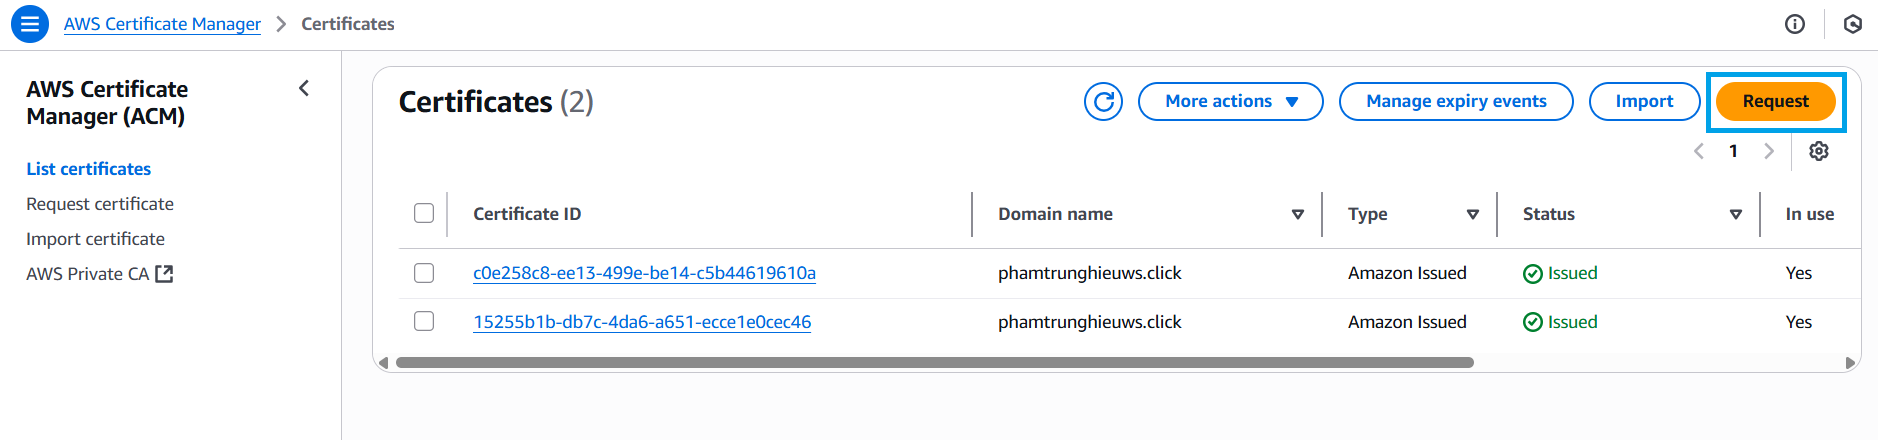 AWS Certificate Manager > Certificates
AWS Certificate
Manager (ACM)
List certificates
Request certificate
Import certificate
AWS Private CA
Certificates (2)
More actions
Manage expiry events
Import
Request
1
Certificate ID Domain name Type Status In use
c0e258c8-ee13-499e-be14-c5b44619610a phamtrunghieuws.click Amazon Issued Issued Yes
15255b1b-db7c-4da6-a651-ecce1e0cec46 phamtrunghieuws.click Amazon Issued Issued Yes